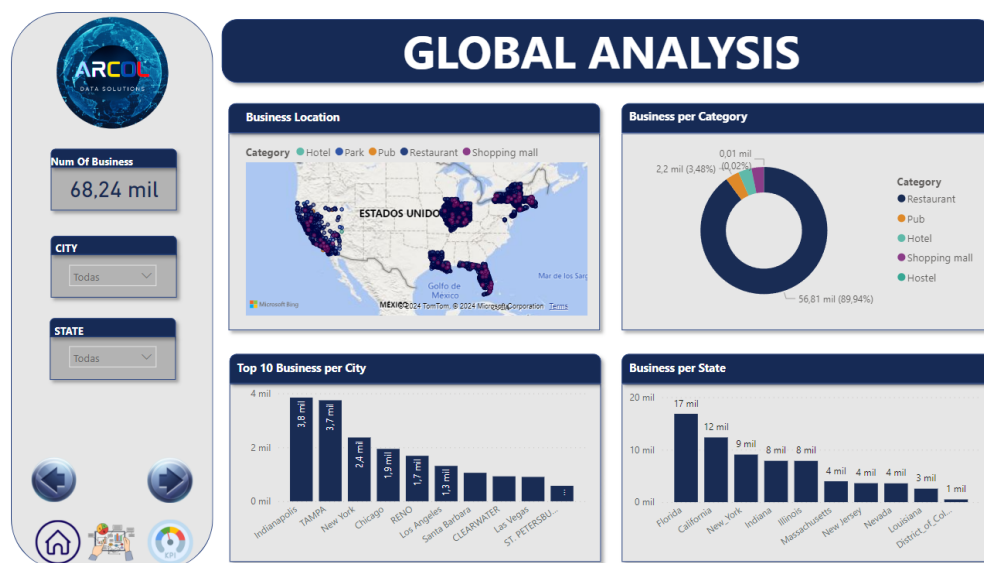 ARCOL
DATA SOLUTIONS
GLOBAL ANALYSIS
Num Of Business
68,24 mil
CITY
Todas
STATE
Todas
KPI
Business Location
Category Hotel Park Pub Restaurant Shopping mall
ESTADOS UNIDO
Golfo de
México
Mar de los Sarg
MÉXICO
Microsoft Bing
© 2024 TomTom, © 2024 Microsoft Corporation Terms
Business per Category
0,01 mil
(0,02%)
2,2 mil (3,48%)
56,81 mil (89,94%)
Category
Restaurant
Pub
Hotel
Shopping mall
Hostel
Top 10 Business per City
4 mil
2 mil
0 mil
3,8 mil
3,7 mil
2,4 mil
1,9 mil
1,7 mil
1,3 mil
...
Indianapolis
TAMPA
New York
Chicago
RENO
Los Angeles
Santa Barbara
CLEARWATER
Las Vegas
ST. PETERSBU...
Business per State
20 mil
10 mil
0 mil
17 mil
12 mil
9 mil
8 mil
8 mil
4 mil
4 mil
4 mil
3 mil
1 mil
Florida
California
New_York
Indiana
Illinois
Massachusetts
New Jersey
Nevada
Louisiana
District_of_Col...